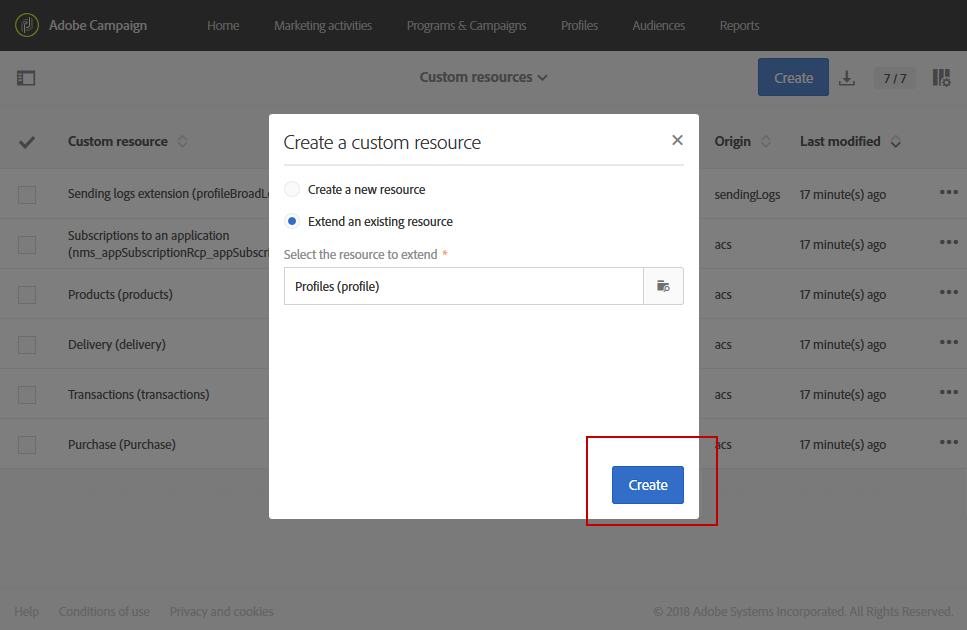 Adobe Campaign Home Marketing activities Programs & Campaigns Profiles Audiences Reports
Custom resources Create 7 / 7
Create a custom resource
Custom resource Origin Last modified
Create a new resource
Sending logs extension (profileBroadL sendingLogs 17 minute(s) ago
Extend an existing resource
Subscriptions to an application
(nms_appSubscriptionRcp_appSubscri acs 17 minute(s) ago
Select the resource to extend *
Profiles (profile)
Products (products) acs 17 minute(s) ago
Delivery (delivery) acs 17 minute(s) ago
Transactions (transactions) acs 17 minute(s) ago
Purchase (Purchase) acs 17 minute(s) ago
Create
Help Conditions of use Privacy and cookies © 2018 Adobe Systems Incorporated. All Rights Reserved.